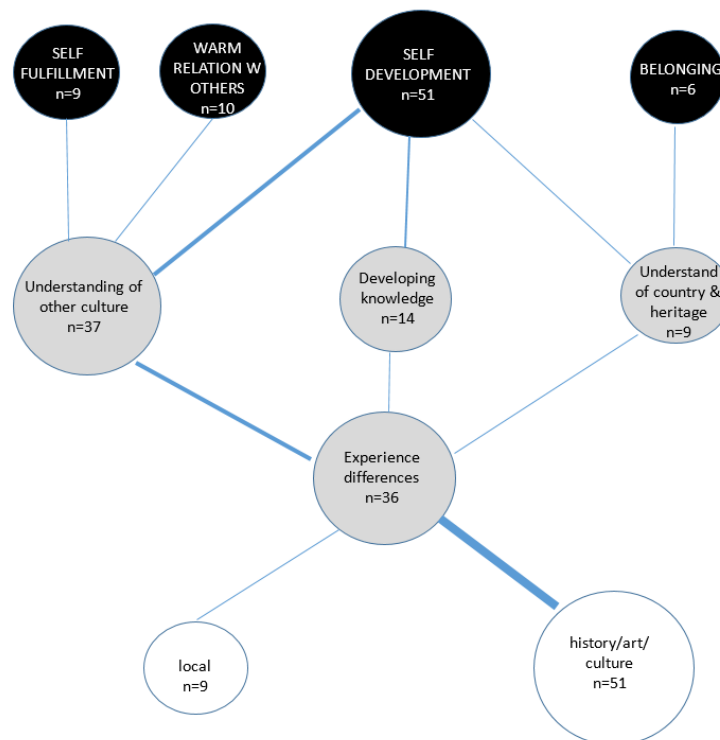 SELF
FULFILLMENT
n=9
WARM
RELATION W
OTHERS
n=10
SELF
DEVELOPMENT
n=51
BELONGING
n=6
Understanding of
other culture
n=37
Developing
knowledge
n=14
Understand
of country &
heritage
n=9
Experience
differences
n=36
local
n=9
history/art/
culture
n=51